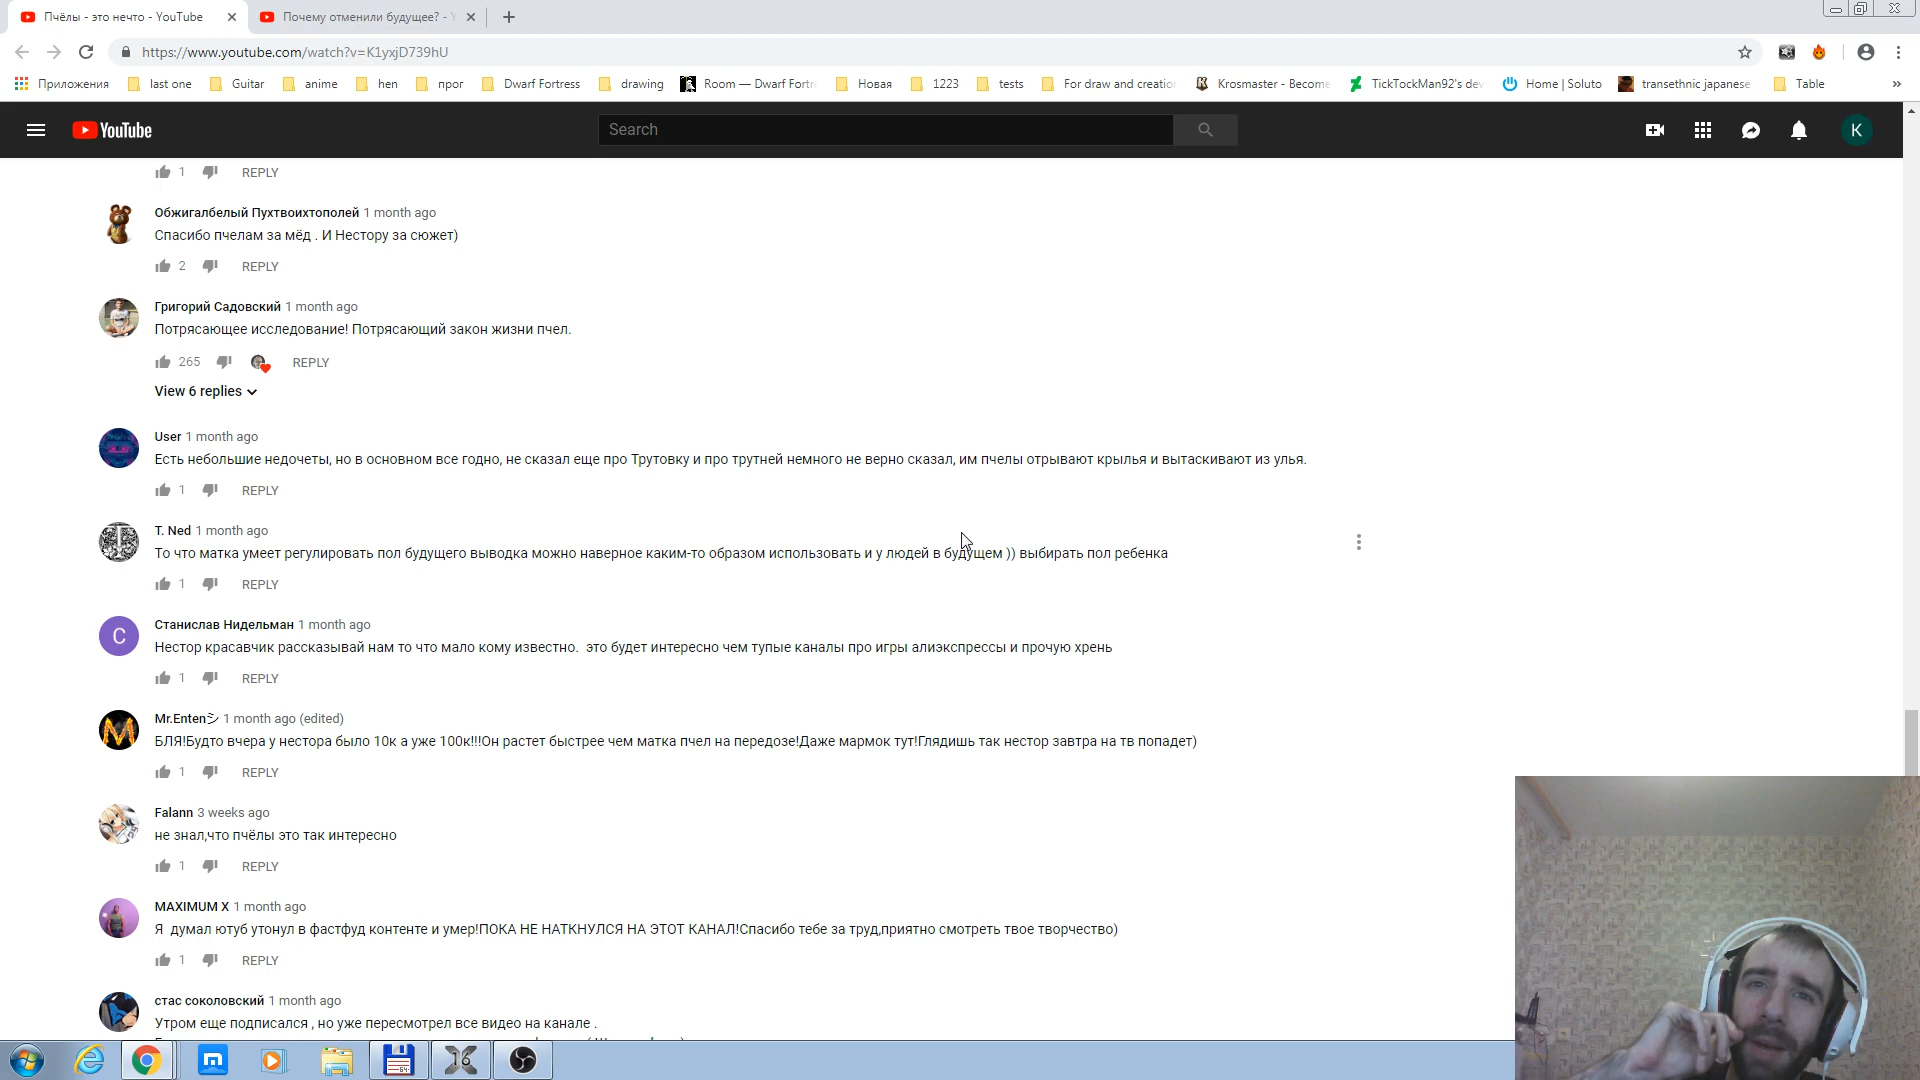 Пчёлы - это нечто - YouTube
Почему отменили будущее? - Y
https://www.youtube.com/watch?v=K1yxjD739hU
Приложения
last one
Guitar
anime
hen
прог
Dwarf Fortress
drawing
Room — Dwarf Fortr
Новая
1223
tests
For draw and creation
Krosmaster - Become
TickTockMan92's dev
Home | Soluto
transethnic japanese
Table
»
YouTube
Search
K
1 REPLY
Обжигалбелый Пухтвоихтополей 1 month ago
Спасибо пчелам за мёд . И Нестору за сюжет)
2 REPLY
Григорий Садовский 1 month ago
Потрясающее исследование! Потрясающий закон жизни пчел.
265 REPLY
View 6 replies
User 1 month ago
Есть небольшие недочеты, но в основном все годно, не сказал еще про Трутовку и про трутней немного не верно сказал, им пчелы отрывают крылья и вытаскивают из улья.
1 REPLY
T. Ned 1 month ago
То что матка умеет регулировать пол будущего выводка можно наверное каким-то образом использовать и у людей в будущем )) выбирать пол ребенка
1 REPLY
С
Станислав Нидельман 1 month ago
Нестор красавчик рассказывай нам то что мало кому известно. это будет интересно чем тупые каналы про игры алиэкспрессы и прочую хрень
1 REPLY
Mr.Entenシ 1 month ago (edited)
БЛЯ!Будто вчера у нестора было 10к а уже 100к!!!Он растет быстрее чем матка пчел на передозе!Даже мармок тут!Глядишь так нестор завтра на тв попадет)
1 REPLY
Falann 3 weeks ago
не знал,что пчёлы это так интересно
1 REPLY
MAXIMUM X 1 month ago
Я думал ютуб утонул в фастфуд контенте и умер!ПОКА НЕ НАТКНУЛСЯ НА ЭТОТ КАНАЛ!Спасибо тебе за труд,приятно смотреть твое творчество)
1 REPLY
стас соколовский 1 month ago
Утром еще подписался , но уже пересмотрел все видео на канале .